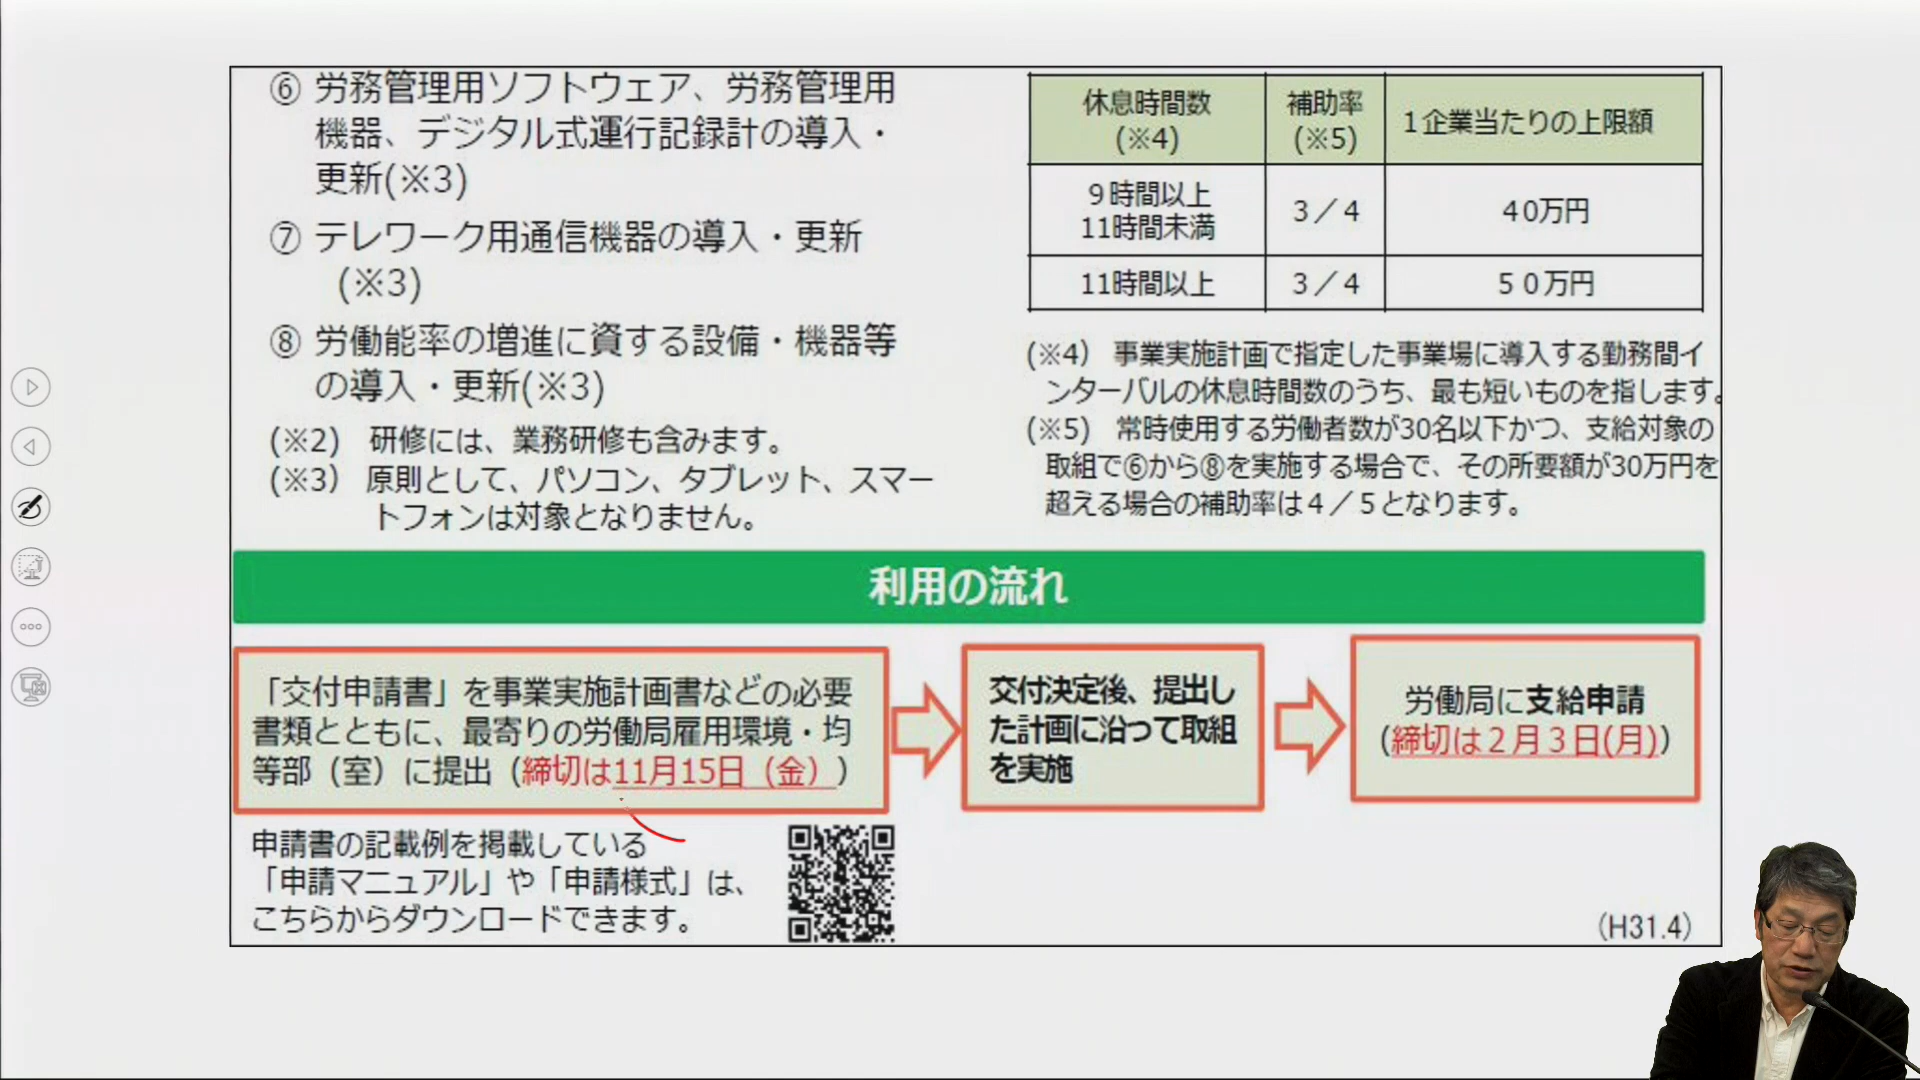 ⑥ 労務管理用ソフトウェア、労務管理用
機器、デジタル式運行記録計の導入・
更新(※3)
⑦ テレワーク用通信機器の導入・更新
(※3)
⑧ 労働能率の増進に資する設備・機器等
の導入・更新(※3)
(※2) 研修には、業務研修も含みます。
(※3) 原則として、パソコン、タブレット、スマー
トフォンは対象となりません。
休息時間数
(※4)
補助率
(※5)
1企業当たりの上限額
9時間以上
11時間未満
3/4
40万円
11時間以上
3/4
50万円
(※4) 事業実施計画で指定した事業場に導入する勤務間イ
ンターバルの休息時間数のうち、最も短いものを指します。
(※5) 常時使用する労働者数が30名以下かつ、支給対象の
取組で⑥から⑧を実施する場合で、その所要額が30万円を
超える場合の補助率は4/5となります。
利用の流れ
「交付申請書」を事業実施計画書などの必要
書類とともに、最寄りの労働局雇用環境・均
等部（室）に提出（締切は11月15日（金））
交付決定後、提出し
た計画に沿って取組
を実施
労働局に支給申請
(締切は2月3日(月))
申請書の記載例を掲載している
「申請マニュアル」や「申請様式」は、
こちらからダウンロードできます。
(H31.4)